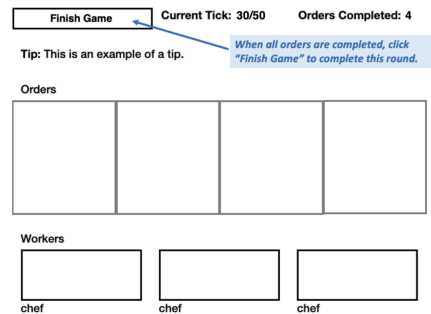 Finish Game
Current Tick: 30/50
Orders Completed: 4
When all orders are completed, click
"Finish Game" to complete this round.
Tip: This is an example of a tip.
Orders
Workers
chef
chef
chef